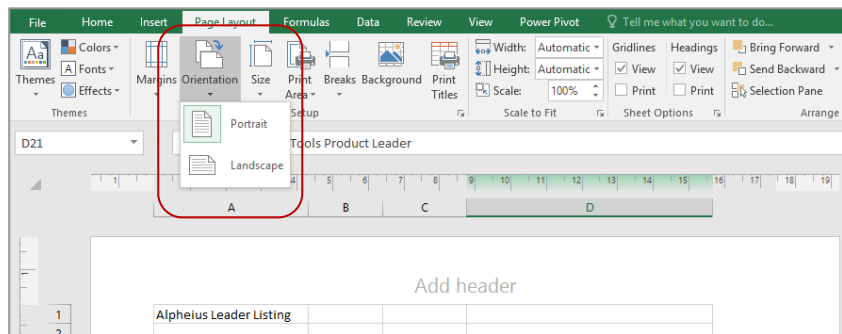 File Home Insert Page Layout Formulas Data Review View Power Pivot Tell me what you want to do...
Aa Colors Width: Automatic Gridlines Headings Bring Forward
A Fonts Height: Automatic View View Send Backward
Themes Effects Margins Orientation Size Print Area Breaks Background Print Titles Scale: 100% Print Print Selection Pane
Themes Setup Scale to Fit Sheet Options Arrange
Portrait
Landscape
D21 Tools Product Leader
1 4 5 6 7 8 9 10 11 12 13 14 15 16 17 18 19
A B C D
1
Add header
1 Alpheius Leader Listing
2